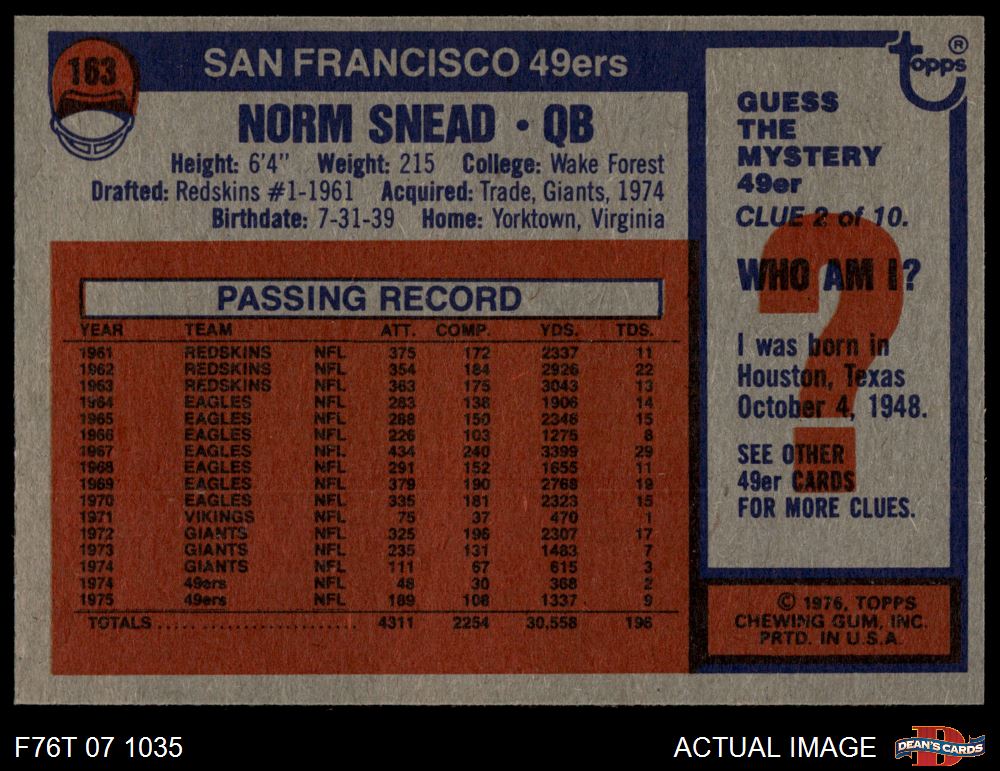 163
SAN FRANCISCO 49ers
NORM SNEAD • QB
Height: 6'4" Weight: 215 College: Wake Forest
Drafted: Redskins #1-1961 Acquired: Trade, Giants, 1974
Birthdate: 7-31-39 Home: Yorktown, Virginia
PASSING RECORD
YEAR TEAM ATT. COMP. YDS. TDS.
1961 REDSKINS NFL 375 172 2337 11
1962 REDSKINS NFL 354 184 2926 22
1963 REDSKINS NFL 363 175 3043 13
1964 EAGLES NFL 283 138 1906 14
1965 EAGLES NFL 288 150 2346 15
1966 EAGLES NFL 226 103 1275 8
1967 EAGLES NFL 434 240 3399 29
1968 EAGLES NFL 291 152 1655 11
1969 EAGLES NFL 379 190 2768 19
1970 EAGLES NFL 335 181 2323 15
1971 VIKINGS NFL 75 37 470 1
1972 GIANTS NFL 325 196 2307 17
1973 GIANTS NFL 235 131 1483 7
1974 GIANTS NFL 111 67 615 3
1974 49ers NFL 48 30 368 2
1975 49ers NFL 189 108 1337 9
TOTALS..................... 4311 2254 30,558 196
topps ®
GUESS
THE
MYSTERY
49er
CLUE 2 of 10.
?
WHO AM I?
I was born in
Houston, Texas
October 4, 1948.
SEE OTHER
49er CARDS
FOR MORE CLUES.
© 1976, TOPPS
CHEWING GUM, INC.
PRTD. IN U.S.A.
F76T 07 1035
ACTUAL IMAGE
D
DEAN'S CARDS